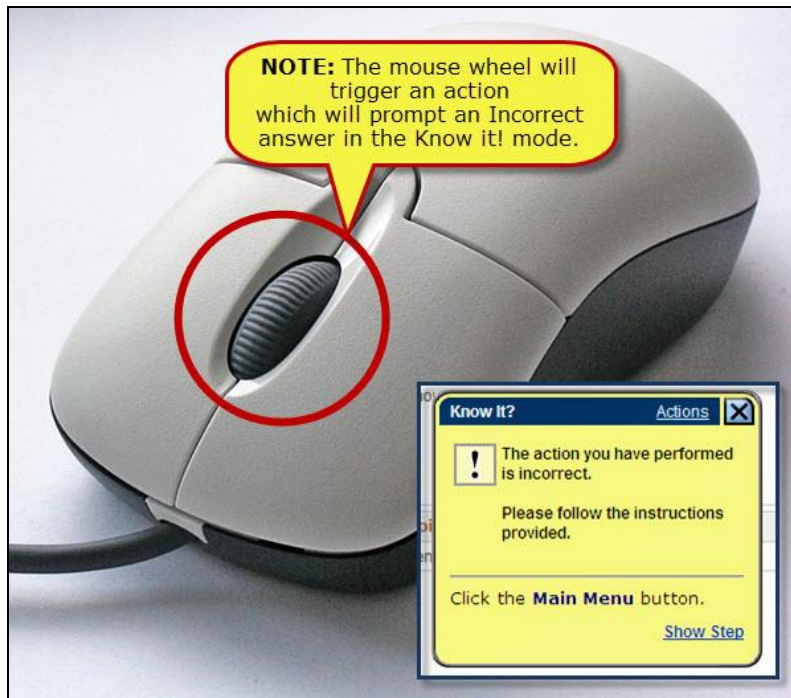 NOTE: The mouse wheel will
trigger an action
which will prompt an Incorrect
answer in the Know it! mode.
Know It? Actions X
! The action you have performed
is incorrect.
Please follow the instructions
provided.
Click the Main Menu button.
Show Step